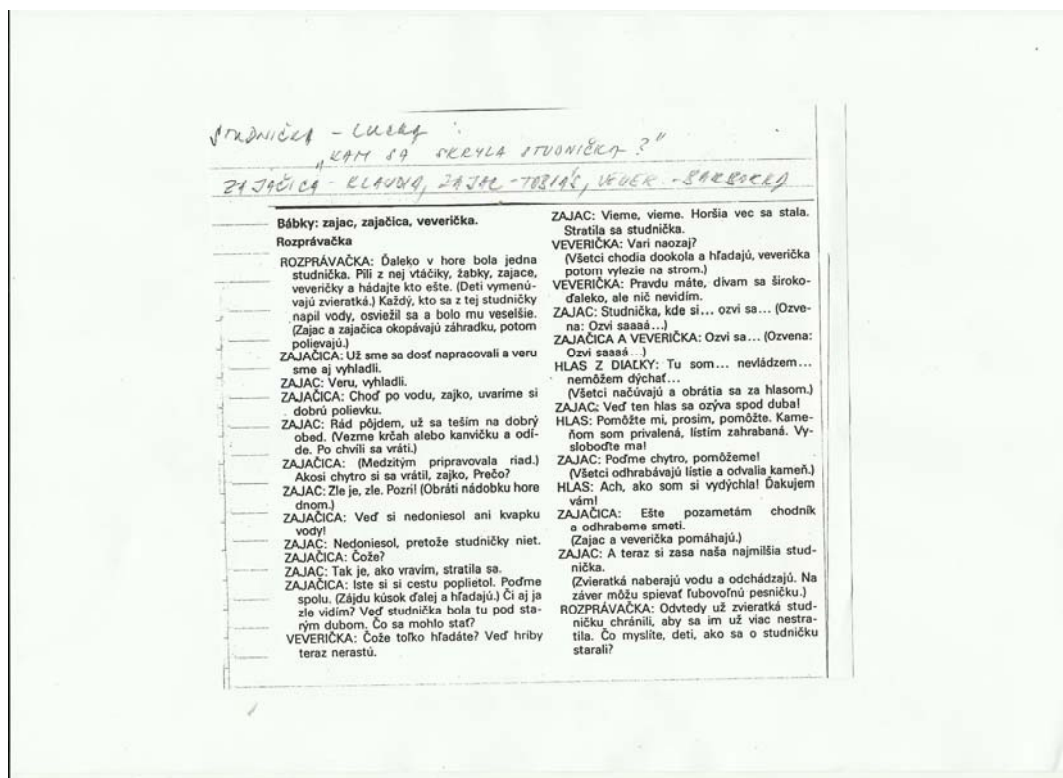 STUDNIČKA - LUCKA :
„KAM SA SKRYLA STUDNIČKA ?"
ZAJAČICA - KLAUDIA, ZAJAC - TOBIÁŠ, VEVER. - BARBORKA
Bábky: zajac, zajačica, veverička.
Rozprávačka
ROZPRÁVAČKA: Ďaleko v hore bola jedna
studnička. Pili z nej vtáčiky, žabky, zajace,
veveričky a hádajte kto ešte. (Deti vymenú-
vajú zvieratká.) Každý, kto sa z tej studničky
napil vody, osviežil sa a bolo mu veselšie.
(Zajac a zajačica okopávajú záhradku, potom
polievajú.)
ZAJAČICA: Už sme sa dosť napracovali a veru
sme aj vyhladli.
ZAJAC: Veru, vyhladli.
ZAJAČICA: Choď po vodu, zajko, uvaríme si
dobrú polievku.
ZAJAC: Rád pôjdem, už sa teším na dobrý
obed. (Vezme krčah alebo kanvičku a odí-
de. Po chvíli sa vráti.)
ZAJAČICA: (Medzitým pripravovala riad.)
Akosi chytro si sa vrátil, zajko, Prečo?
ZAJAC: Zle je, zle. Pozri! (Obráti nádobku hore
dnom.)
ZAJAČICA: Veď si nedoniesol ani kvapku
vody!
ZAJAC: Nedoniesol, pretože studničky niet.
ZAJAČICA: Čože?
ZAJAC: Tak je, ako vravím, stratila sa.
ZAJAČICA: Iste si si cestu poplietol. Poďme
spolu. (Zájdu kúsok ďalej a hľadajú.) Či aj ja
zle vidím? Veď studnička bola tu pod sta-
rým dubom. Čo sa mohlo stať?
VEVERIČKA: Čože toľko hľadáte? Veď hríby
teraz nerastú.
ZAJAC: Vieme, vieme. Horšia vec sa stala.
Stratila sa studnička.
VEVERIČKA: Vari naozaj?
(Všetci chodia dookola a hľadajú, veverička
potom vylezie na strom.)
VEVERIČKA: Pravdu máte, dívam sa široko-
ďaleko, ale nič nevidím.
ZAJAC: Studnička, kde si... ozvi sa... (Ozve-
na: Ozvi saaaá...)
ZAJAČICA A VEVERIČKA: Ozvi sa... (Ozvena:
Ozvi saaaá...)
HLAS Z DIAĽKY: Tu som... nevládzem...
nemôžem dýchať...
(Všetci načúvajú a obrátia sa za hlasom.)
ZAJAC: Veď ten hlas sa ozýva spod duba!
HLAS: Pomôžte mi, prosím, pomôžte. Kame-
ňom som privalená, lístím zahrabaná. Vy-
sloboďte ma!
ZAJAC: Poďme chytro, pomôžeme!
(Všetci odhrabávajú lístie a odvalia kameň.)
HLAS: Ach, ako som si vydýchla! Ďakujem
vám!
ZAJAČICA: Ešte pozametám chodník
a odhrabeme smeti.
(Zajac a veverička pomáhajú.)
ZAJAC: A teraz si zasa naša najmilšia stud-
nička.
(Zvieratká naberajú vodu a odchádzajú. Na
záver môžu spievať ľubovoľnú pesničku.)
ROZPRÁVAČKA: Odvtedy už zvieratká stud-
ničku chránili, aby sa im už viac nestra-
tila. Čo myslíte, deti, ako sa o studničku
starali?